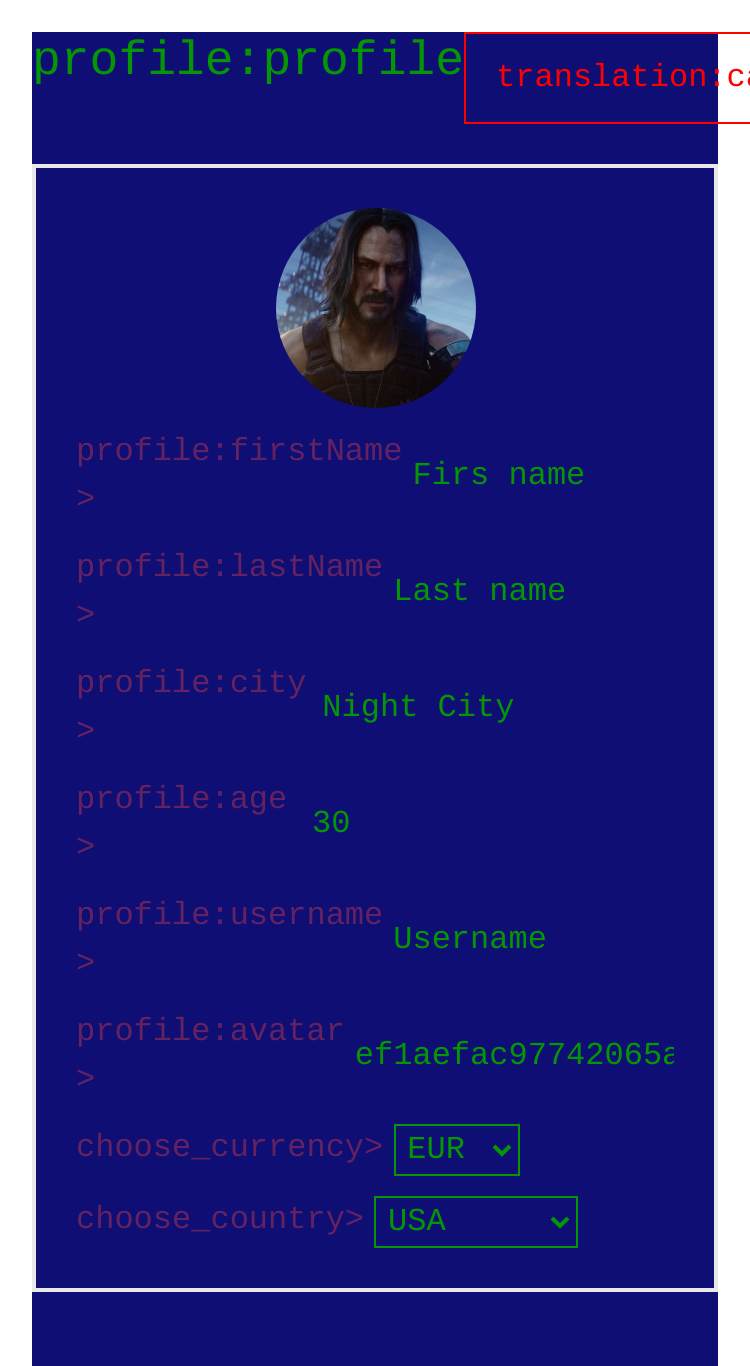 profile:profile
translation:ca
profile:firstName
>
Firs name
profile:lastName
>
Last name
profile:city
>
Night City
profile:age
>
30
profile:username
>
Username
profile:avatar
>
ef1aefac97742065a
choose_currency>
EUR
choose_country>
USA